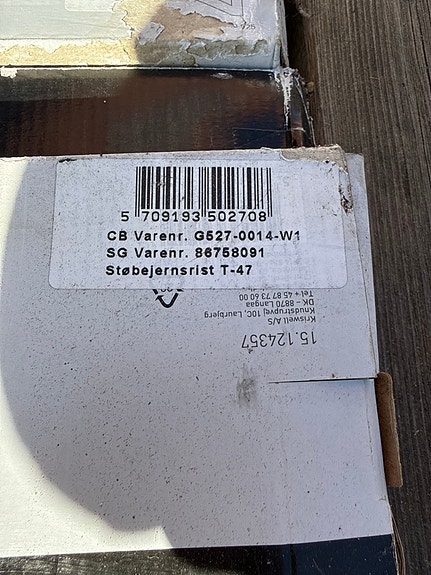 5 709193 502708
CB Varenr. G527-0014-W1
SG Varenr. 86758091
Støbejernsrist T-47
15.124357
Kriswell A/S
Knudstrupvej 10C, Laurbjerg
DK - 8870 Langaa
Tel + 45 87 73 60 00